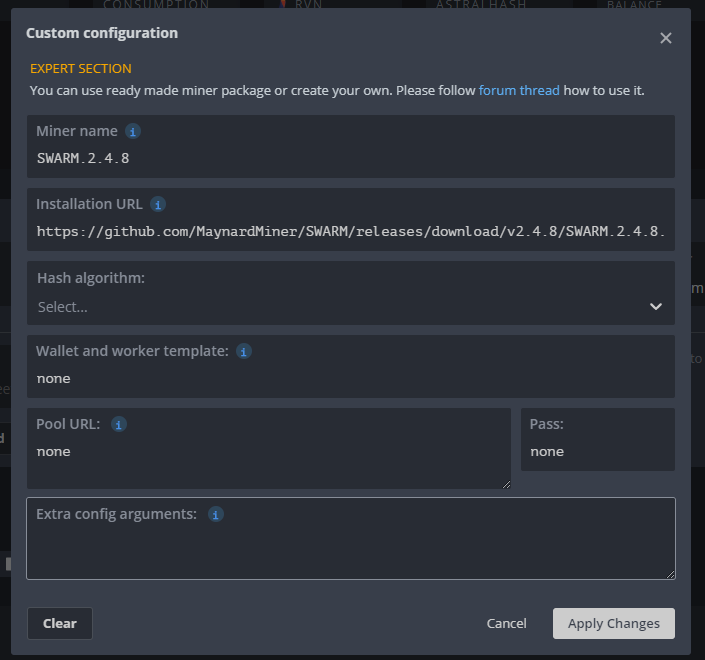 CONSUMPTION RVN ASTRALHASH BALANCE
Custom configuration
EXPERT SECTION
You can use ready made miner package or create your own. Please follow forum thread how to use it.
Miner name
SWARM.2.4.8
Installation URL
https://github.com/MaynardMiner/SWARM/releases/download/v2.4.8/SWARM.2.4.8.
Hash algorithm:
Select...
Wallet and worker template:
none
Pool URL: Pass:
none none
Extra config arguments:
Clear Cancel Apply Changes